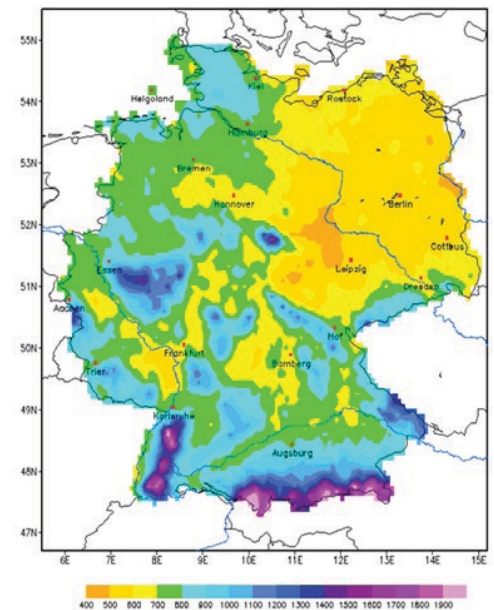 55N
54N
Helgoland
Kiel
Rostock
Hamburg
53N
Bremen
Hannover
Berlin
52N
Cottbus
Essen
Leipzig
51N
Dresden
Aachen
Hof
50N
Frankfurt
Trier
Bamberg
49N
Karlsruhe
Augsburg
48N
47N
6E 7E 8E 9E 10E 11E 12E 13E 14E 15E
400 500 600 700 800 900 1000 1100 1200 1300 1400 1500 1600 1700 1800 1900